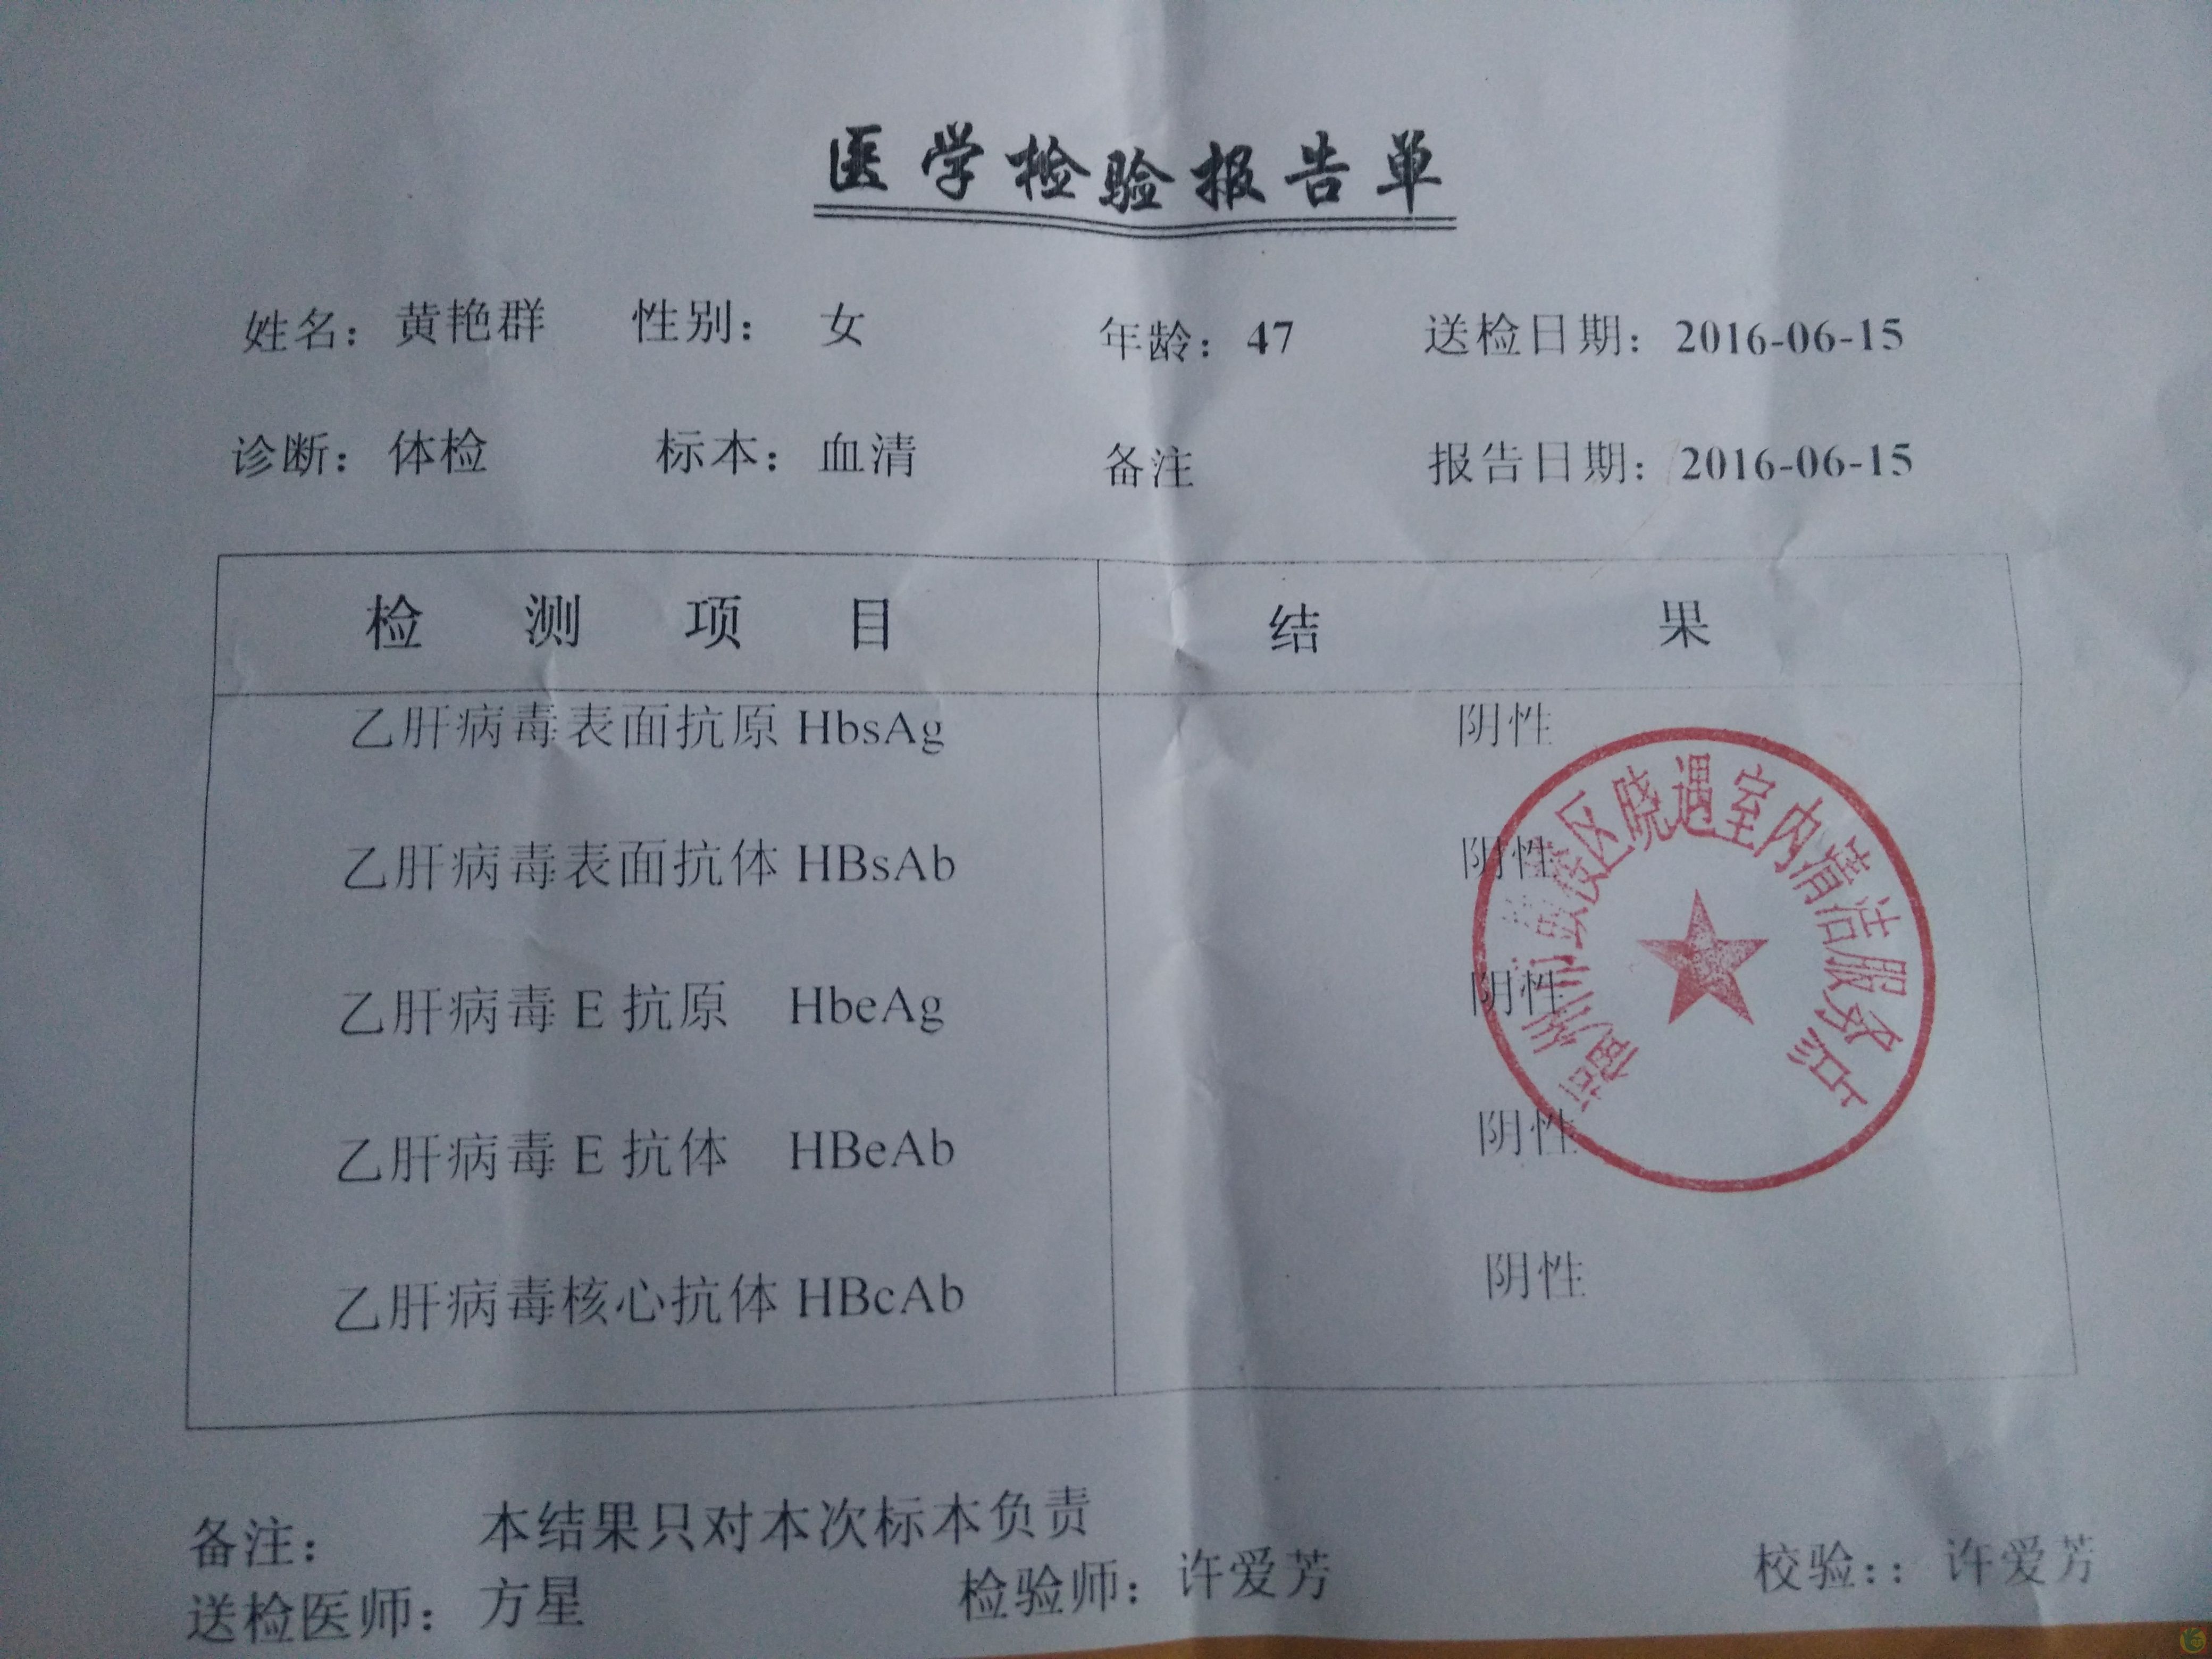 医学检验报告单
姓名：黄艳群 性别： 女 年龄：47 送检日期：2016-06-15
诊断：体检 标本：血清 备注 报告日期：2016-06-15
检 测 项 目 结 果
乙肝病毒表面抗原 HbsAg 阴性
乙肝病毒表面抗体 HBsAb 阴性
乙肝病毒 E 抗原 HbeAg 阴性
乙肝病毒 E 抗体 HBeAb 阴性
乙肝病毒核心抗体 HBcAb 阴性
福州市鼓楼区晓遇室内清洁服务部
备注： 本结果只对本次标本负责
送检医师： 方星 检验师：许爱芳 校验：：许爱芳